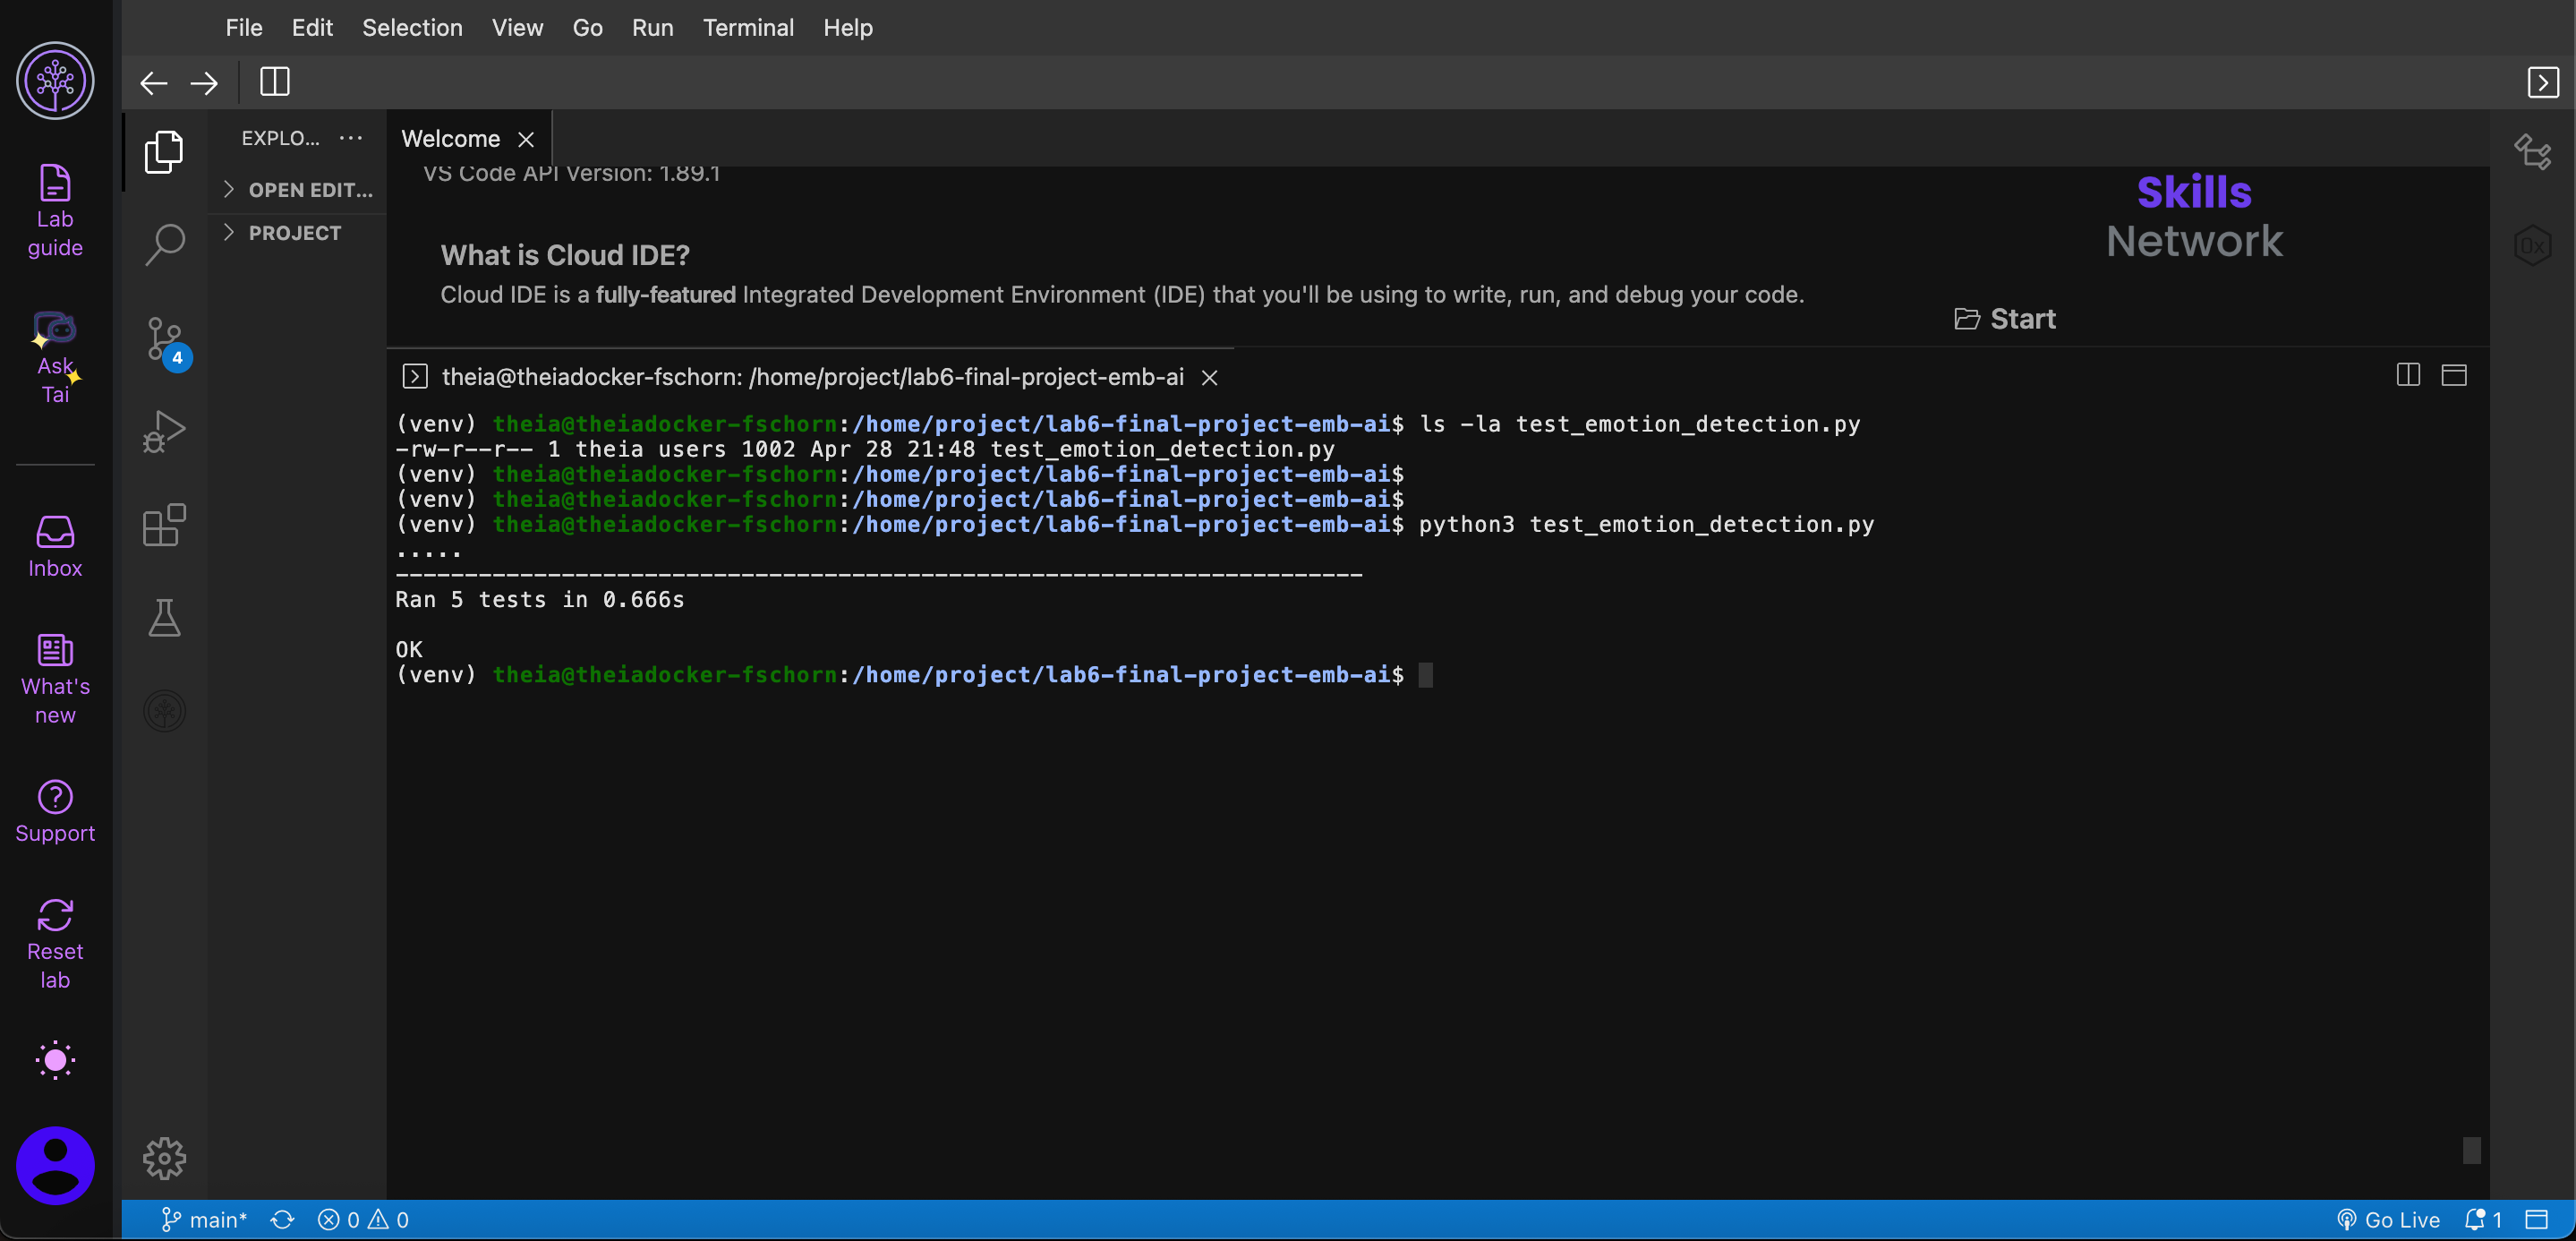 File Edit Selection View Go Run Terminal Help
Lab
guide
Ask
Tai
Inbox
What's
new
Support
Reset
lab
EXPLO... ...
OPEN EDIT...
PROJECT
4
Welcome
VS Code API Version: 1.89.1
What is Cloud IDE?
Cloud IDE is a fully-featured Integrated Development Environment (IDE) that you'll be using to write, run, and debug your code.
Skills
Network
Start
0x
theia@theiadocker-fschorn: /home/project/lab6-final-project-emb-ai
(venv) theia@theiadocker-fschorn:/home/project/lab6-final-project-emb-ai$ ls -la test_emotion_detection.py
-rw-r--r-- 1 theia users 1002 Apr 28 21:48 test_emotion_detection.py
(venv) theia@theiadocker-fschorn:/home/project/lab6-final-project-emb-ai$
(venv) theia@theiadocker-fschorn:/home/project/lab6-final-project-emb-ai$
(venv) theia@theiadocker-fschorn:/home/project/lab6-final-project-emb-ai$ python3 test_emotion_detection.py
.....
----------------------------------------------------------------------
Ran 5 tests in 0.666s
OK
(venv) theia@theiadocker-fschorn:/home/project/lab6-final-project-emb-ai$
main* 0 0
Go Live 1